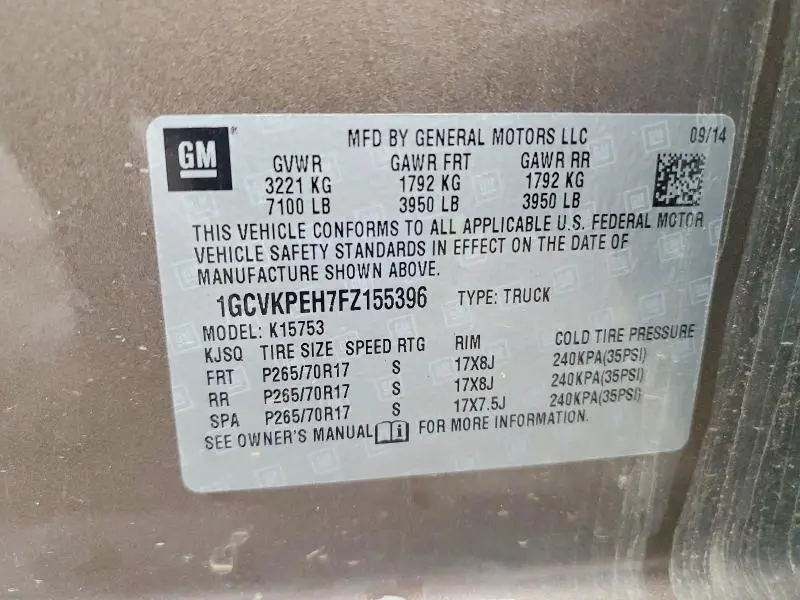 GM
MFD BY GENERAL MOTORS LLC 09/14
GVWR GAWR FRT GAWR RR
3221 KG 1792 KG 1792 KG
7100 LB 3950 LB 3950 LB
THIS VEHICLE CONFORMS TO ALL APPLICABLE U.S. FEDERAL MOTOR
VEHICLE SAFETY STANDARDS IN EFFECT ON THE DATE OF
MANUFACTURE SHOWN ABOVE.
1GCVKPEH7FZ155396 TYPE: TRUCK
MODEL: K15753
KJSQ TIRE SIZE SPEED RTG RIM COLD TIRE PRESSURE
FRT P265/70R17 S 17X8J 240KPA(35PSI)
RR P265/70R17 S 17X8J 240KPA(35PSI)
SPA P265/70R17 S 17X7.5J 240KPA(35PSI)
SEE OWNER'S MANUAL i FOR MORE INFORMATION.